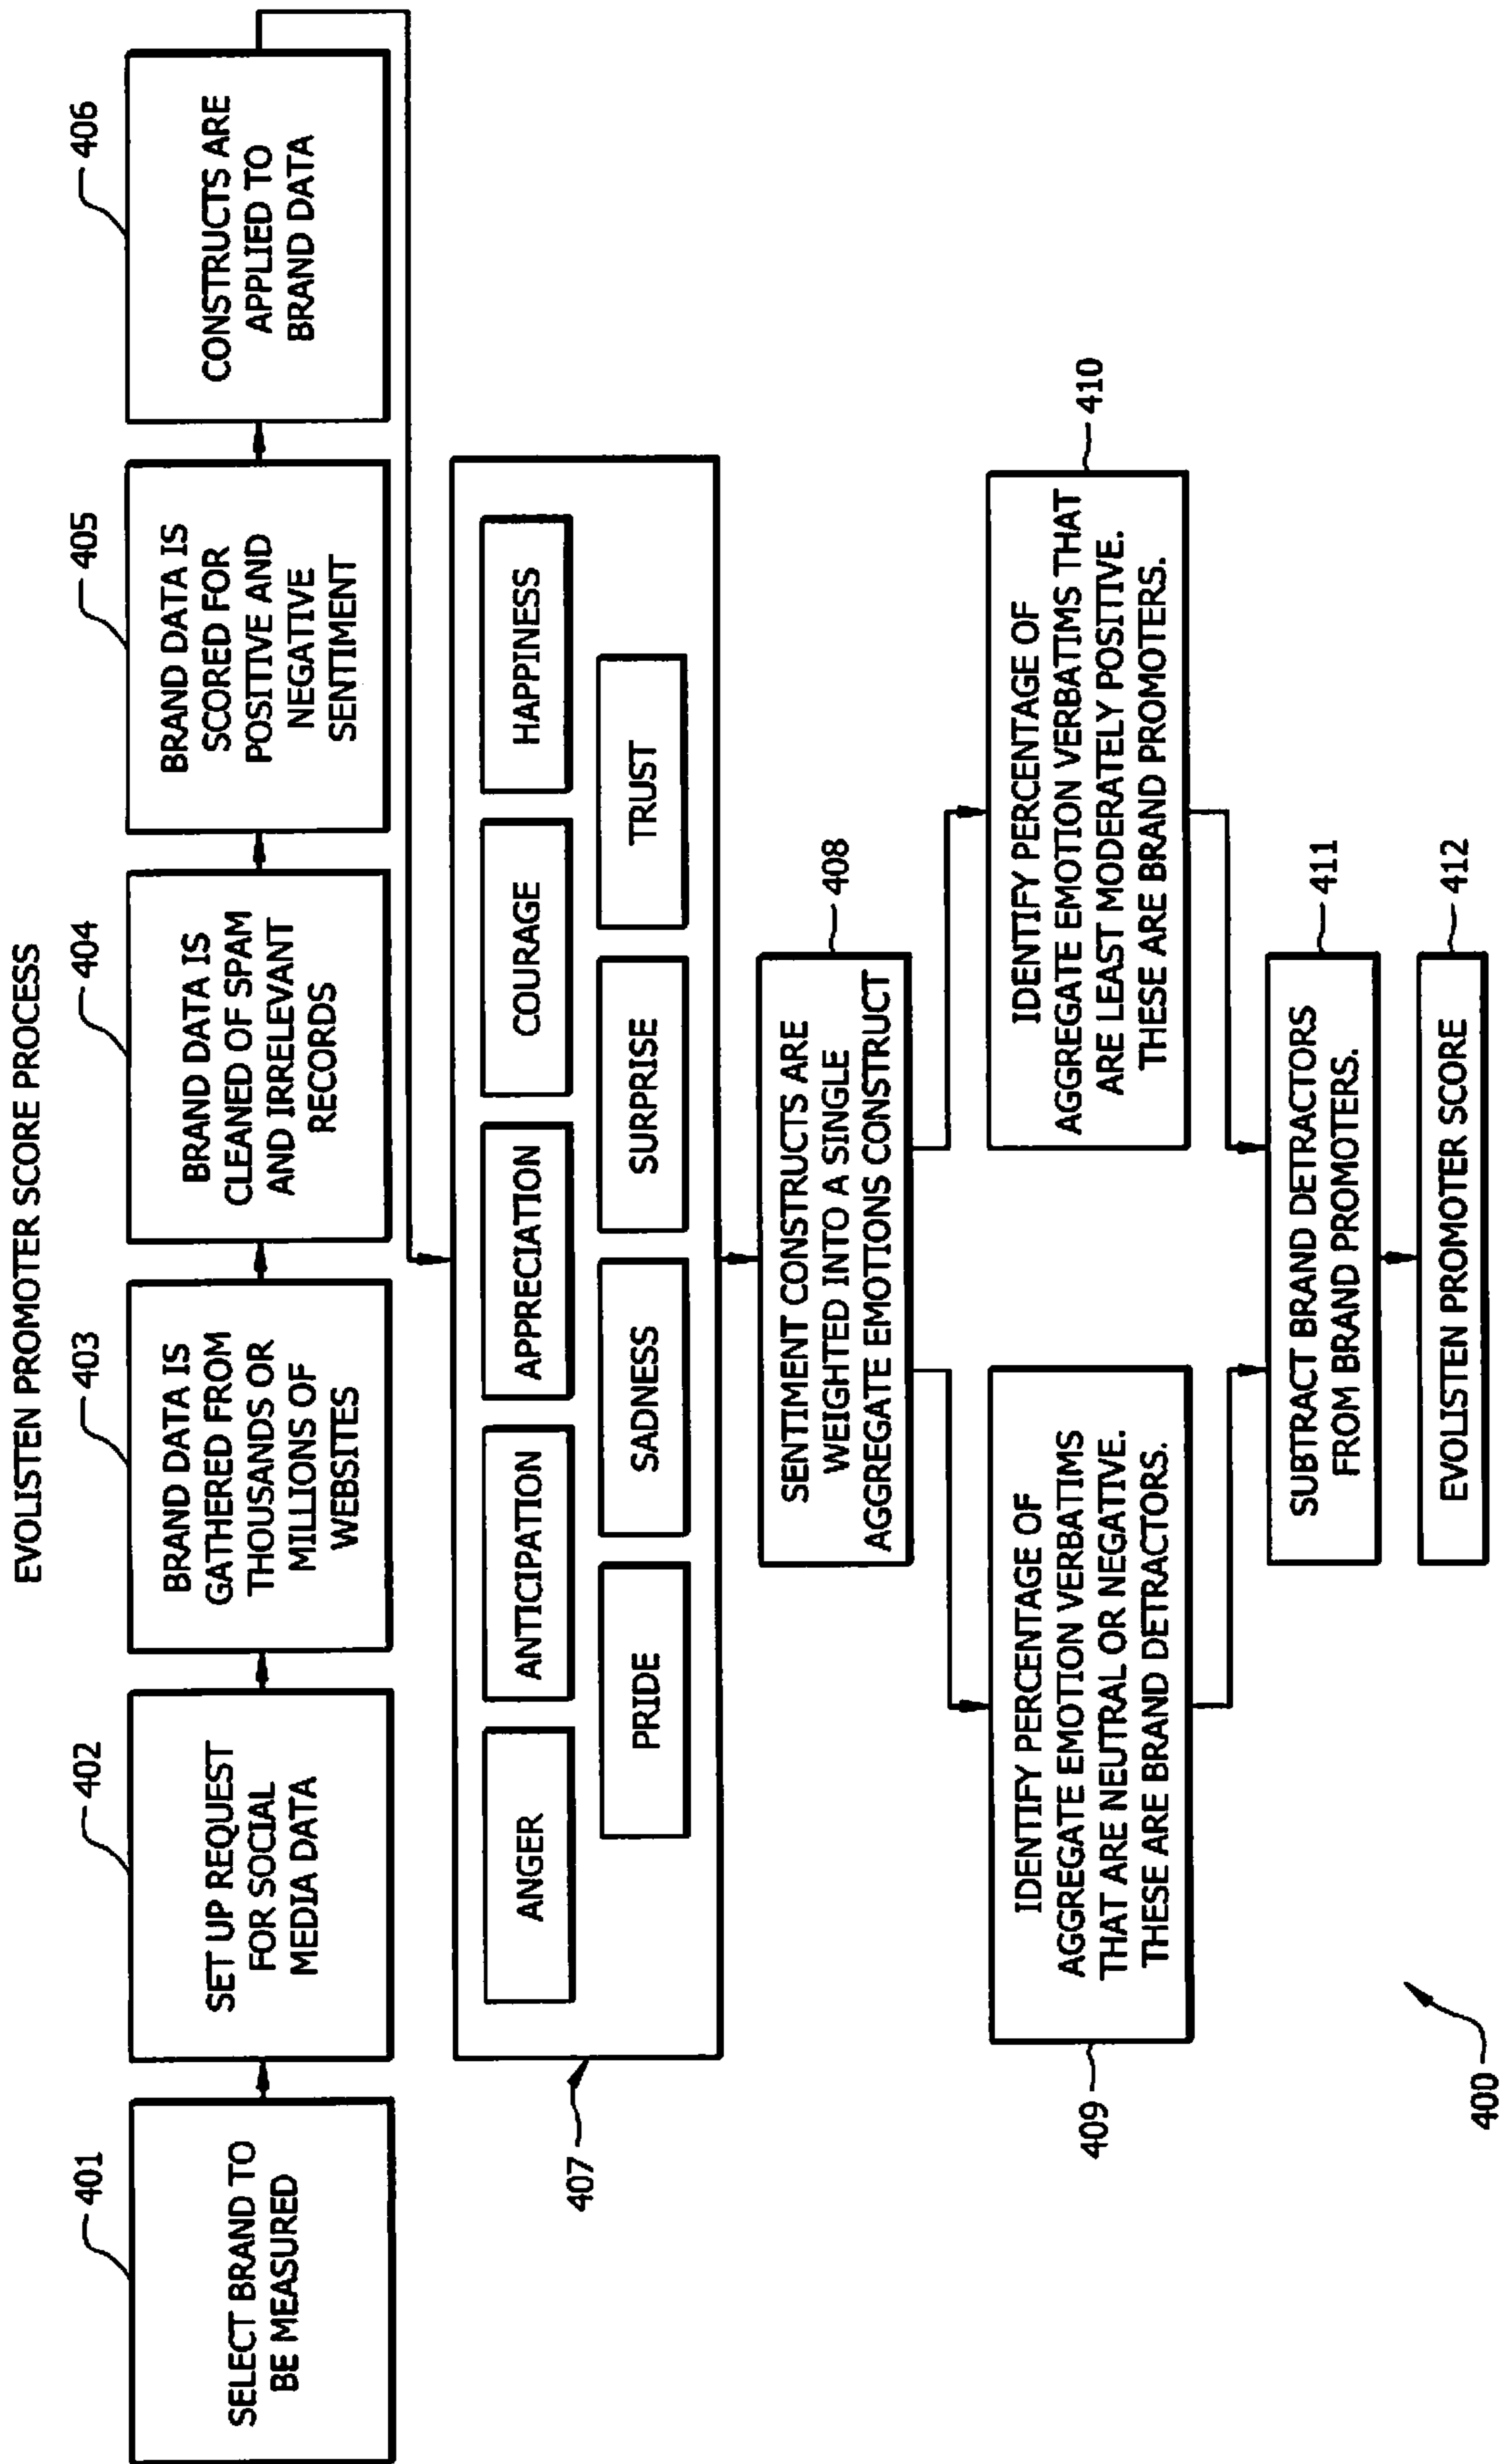 EVOLISTEN PROMOTER SCORE PROCESS
401
SELECT BRAND TO
BE MEASURED
402
SET UP REQUEST
FOR SOCIAL
MEDIA DATA
403
BRAND DATA IS
GATHERED FROM
THOUSANDS OR
MILLIONS OF
WEBSITES
404
BRAND DATA IS
CLEANED OF SPAM
AND IRRELEVANT
RECORDS
405
BRAND DATA IS
SCORED FOR
POSITIVE AND
NEGATIVE
SENTIMENT
406
CONSTRUCTS ARE
APPLIED TO
BRAND DATA
407
ANGER
ANTICIPATION
APPRECIATION
COURAGE
HAPPINESS
PRIDE
SADNESS
SURPRISE
TRUST
SENTIMENT CONSTRUCTS ARE
WEIGHTED INTO A SINGLE
AGGREGATE EMOTIONS CONSTRUCT
408
409
IDENTIFY PERCENTAGE OF
AGGREGATE EMOTION VERBATIMS
THAT ARE NEUTRAL OR NEGATIVE.
THESE ARE BRAND DETRACTORS.
IDENTIFY PERCENTAGE OF
AGGREGATE EMOTION VERBATIMS THAT
ARE LEAST MODERATELY POSITIVE.
THESE ARE BRAND PROMOTERS.
410
SUBTRACT BRAND DETRACTORS
FROM BRAND PROMOTERS.
411
EVOLISTEN PROMOTER SCORE
412
400